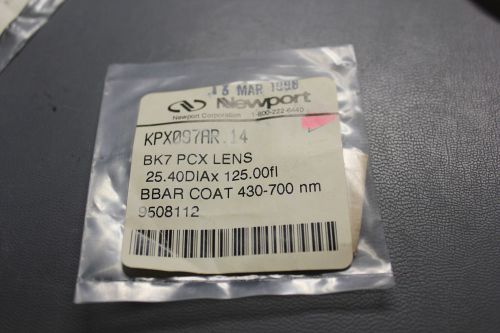 13 MAR 1998
Newport
Newport Corporation 1-800-222-6440
KPX097AR.14
BK7 PCX LENS
25.40DIAx 125.00fl
BBAR COAT 430-700 nm
9508112